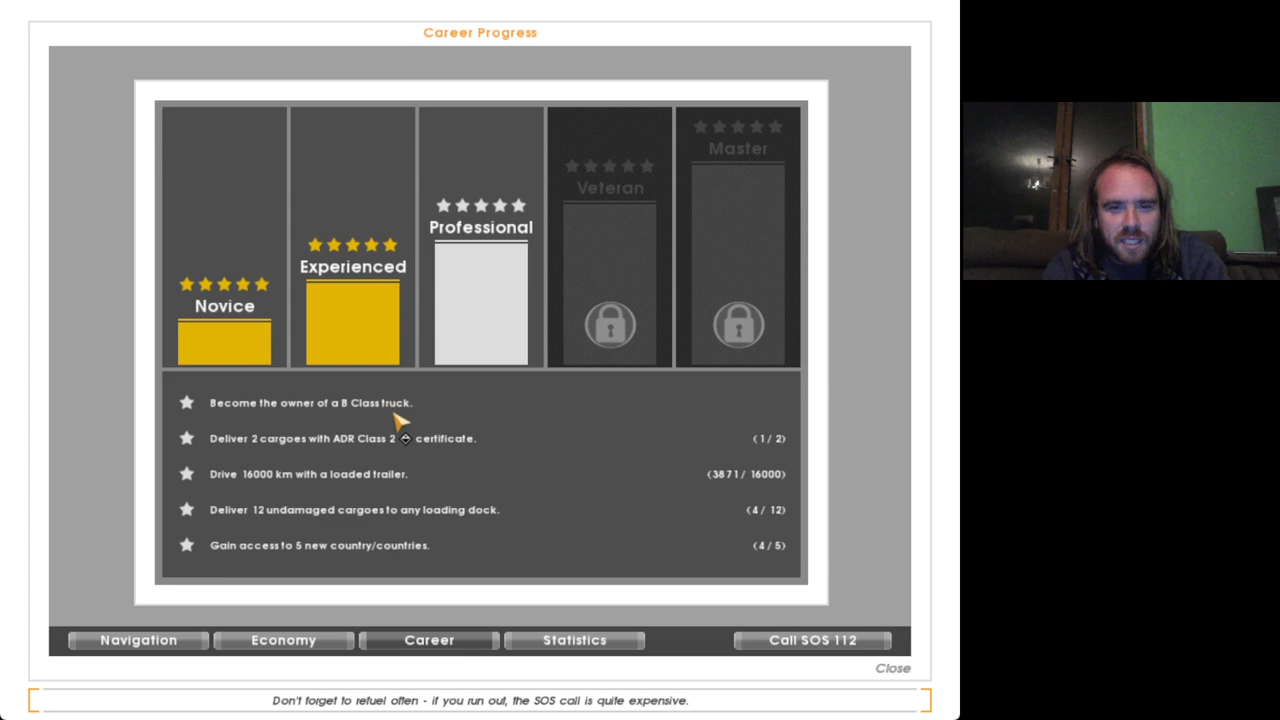 Career Progress
Master
Veteran
Professional
Experienced
Novice
Become the owner of a B Class truck.
Deliver 2 cargoes with ADR Class 2 certificate. (1 / 2)
Drive 16000 km with a loaded trailer. (3871 / 16000)
Deliver 12 undamaged cargoes to any loading dock. (4 / 12)
Gain access to 5 new country/countries. (4 / 5)
Navigation Economy Career Statistics Call SOS 112
Close
Don't forget to refuel often - if you run out, the SOS call is quite expensive.